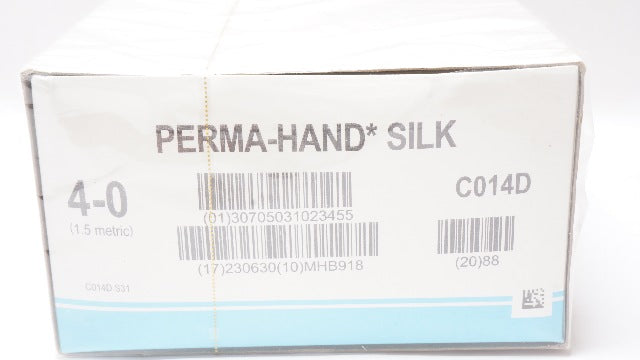 PERMA-HAND* SILK
4-0
(1.5 metric)
C014D
(01)30705031023455
(17)230630(10)MHB918
(20)88
C014D.S31